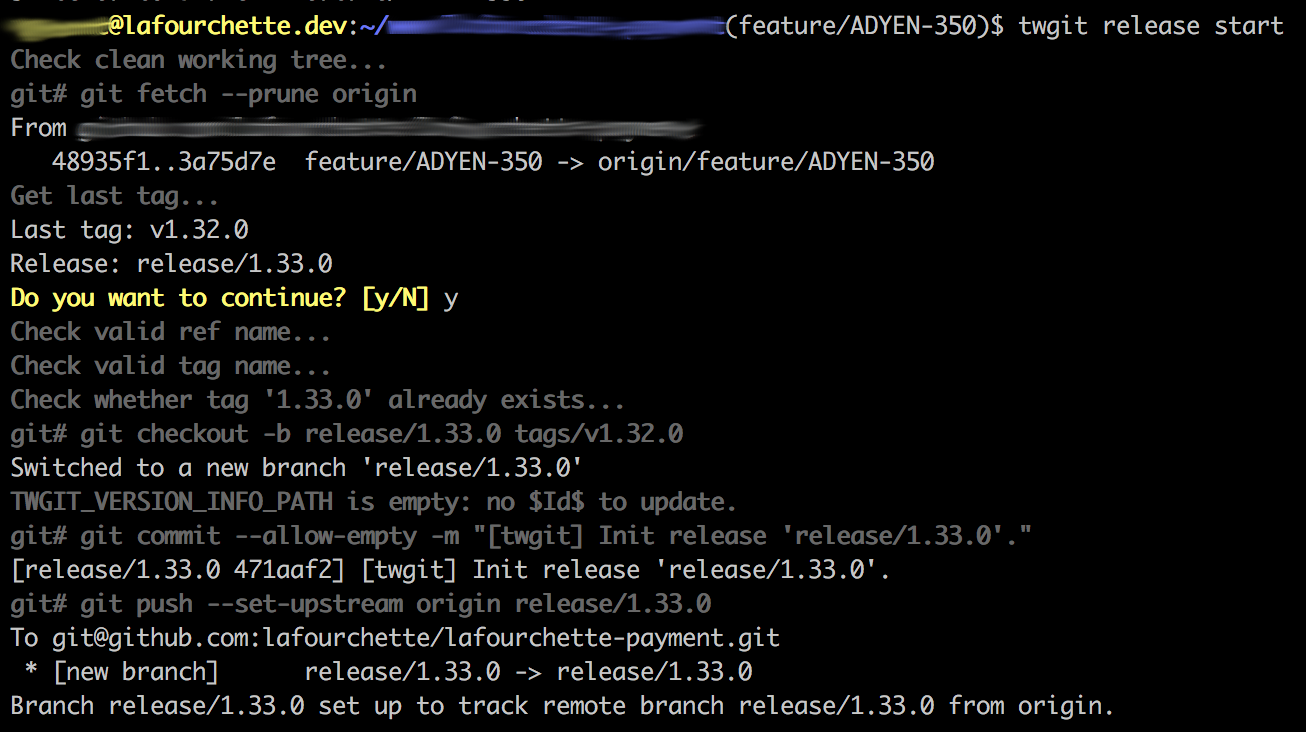 @lafourchette.dev:~/ (feature/ADYEN-350)$ twgit release start
Check clean working tree...
git# git fetch --prune origin
From
48935f1..3a75d7e  feature/ADYEN-350 -> origin/feature/ADYEN-350
Get last tag...
Last tag: v1.32.0
Release: release/1.33.0
Do you want to continue? [y/N] y
Check valid ref name...
Check valid tag name...
Check whether tag '1.33.0' already exists...
git# git checkout -b release/1.33.0 tags/v1.32.0
Switched to a new branch 'release/1.33.0'
TWGIT_VERSION_INFO_PATH is empty: no $Id$ to update.
git# git commit --allow-empty -m "[twgit] Init release 'release/1.33.0'."
[release/1.33.0 471aaf2] [twgit] Init release 'release/1.33.0'.
git# git push --set-upstream origin release/1.33.0
To git@github.com:lafourchette/lafourchette-payment.git
* [new branch]      release/1.33.0 -> release/1.33.0
Branch release/1.33.0 set up to track remote branch release/1.33.0 from origin.